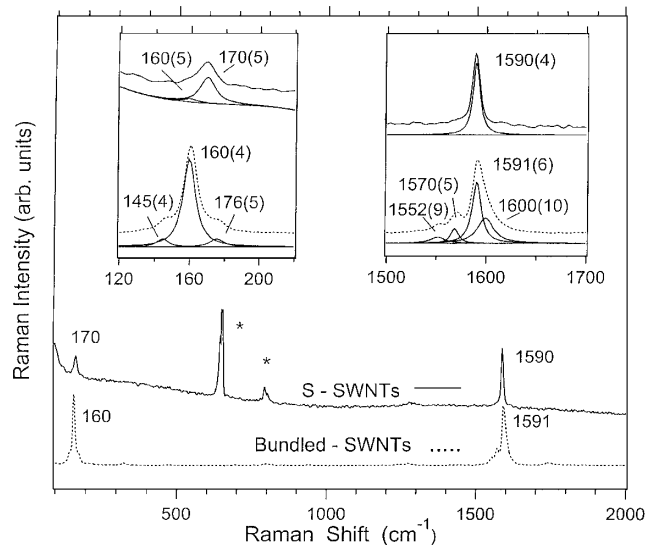 160(5)
170(5)
160(4)
145(4)
176(5)
120 160 200
1590(4)
1591(6)
1570(5)
1552(9)
1600(10)
1500 1600 1700
Raman Intensity (arb. units)
170
*
*
1590
S - SWNTs
160
1591
Bundled - SWNTs .....
500 1000 1500 2000
Raman Shift (cm-1)